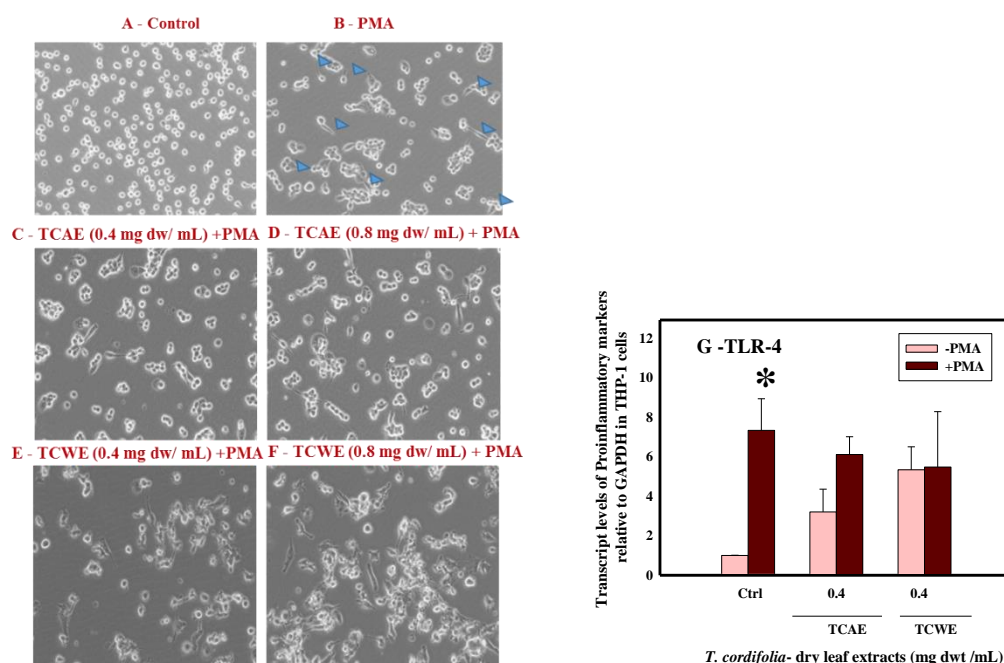 A - Control
B - PMA
C - TCAE (0.4 mg dw/ mL) +PMA
D - TCAE (0.8 mg dw/ mL) + PMA
E - TCWE (0.4 mg dw/ mL) +PMA
F - TCWE (0.8 mg dw/ mL) + PMA
Transcript levels of Proinflammatory markers
relative to GAPDH in THP-1 cells
12
10
8
6
4
2
0
G -TLR-4
*
-PMA
+PMA
Ctrl
0.4
0.4
TCAE
TCWE
T. cordifolia- dry leaf extracts (mg dwt /mL)